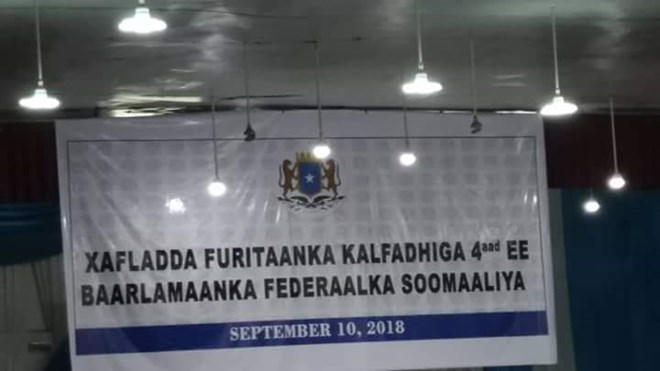 XAFLADDA FURITAANKA KALFADHIGA 4aad EE
BAARLAMAANKA FEDERAALKA SOOMAALIYA
SEPTEMBER 10, 2018